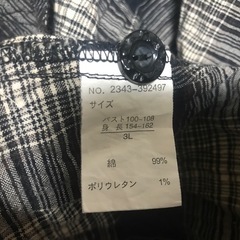 NO. 2343-392497
サイズ
バスト100-108
身長154-162
3L
綿 99%
ポリウレタン 1%